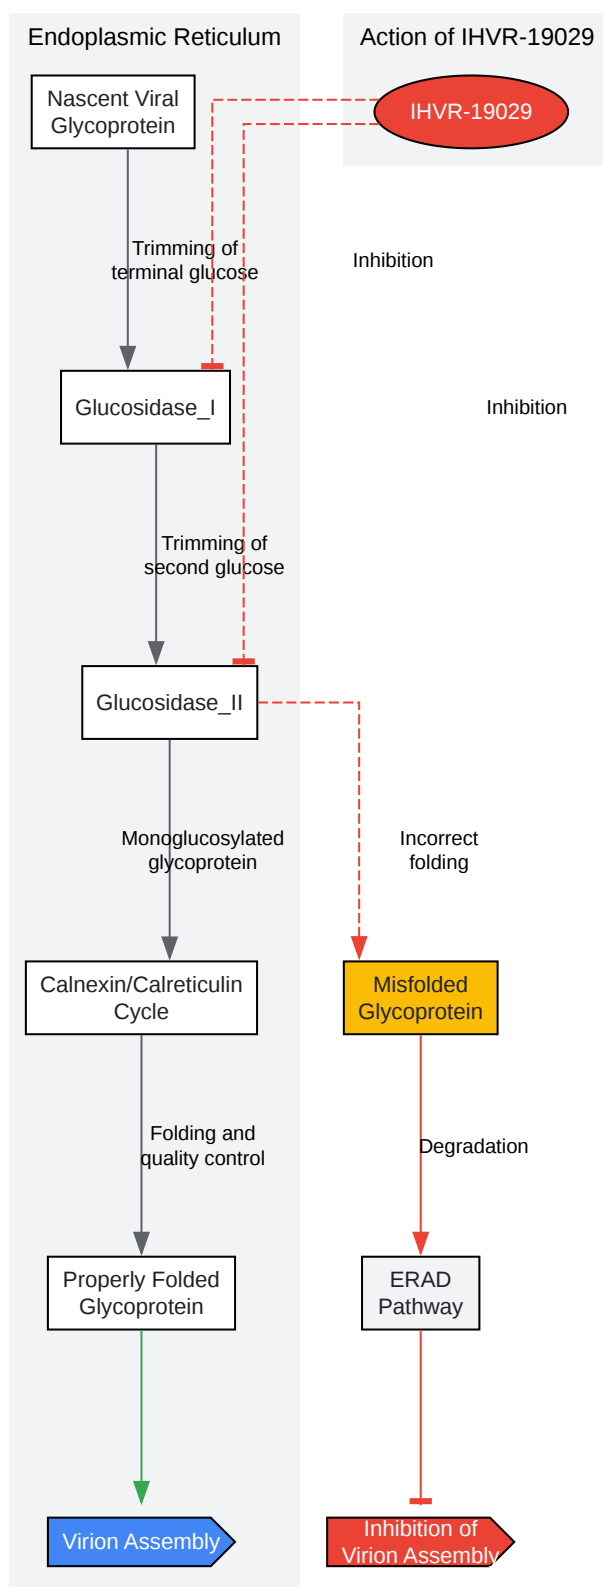 Endoplasmic Reticulum
Action of IHVR-19029
Nascent Viral
Glycoprotein
IHVR-19029
Trimming of
terminal glucose
Inhibition
Glucosidase_I
Inhibition
Trimming of
second glucose
Glucosidase_II
Monoglucosylated
glycoprotein
Incorrect
folding
Calnexin/Calreticulin
Cycle
Misfolded
Glycoprotein
Folding and
quality control
Degradation
Properly Folded
Glycoprotein
ERAD
Pathway
Virion Assembly
Inhibition of
Virion Assembly